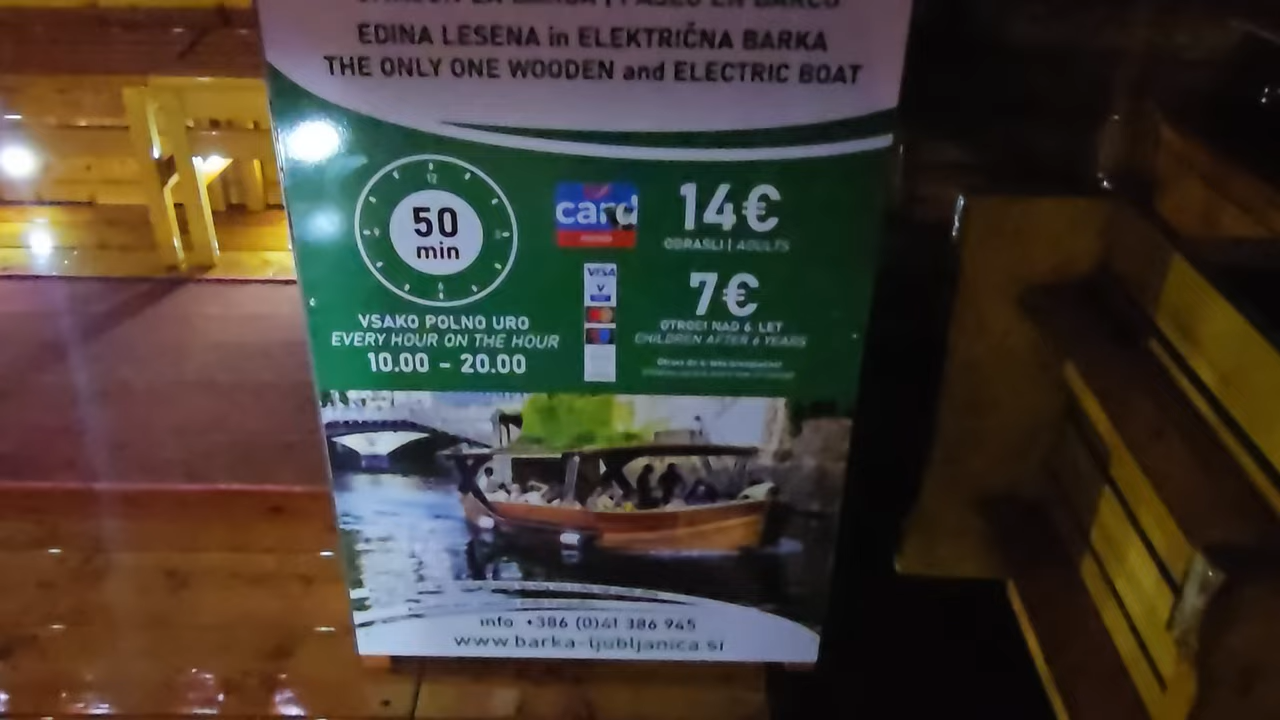 EDINA LESENA in ELEKTRIČNA BARKA
THE ONLY ONE WOODEN and ELECTRIC BOAT
12
50
min
VSAKO POLNO URO
EVERY HOUR ON THE HOUR
10.00 - 20.00
card
VISA
14€
ODRASLI | ADULTS
7€
OTROCI NAD 6. LET
CHILDREN AFTER 6 YEARS
info +386 (0)41 386 945
www.barka-ljubljanica.si